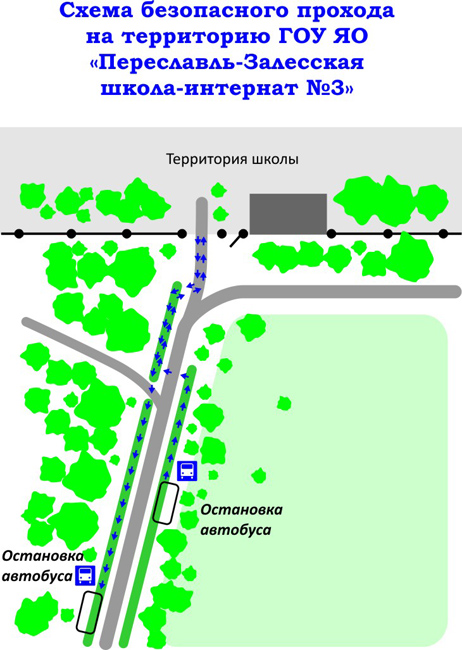 Схема безопасного прохода
на территорию ГОУ ЯО
«Переславль-Залесская
школа-интернат №3»
Территория школы
Остановка
автобуса
Остановка
автобуса